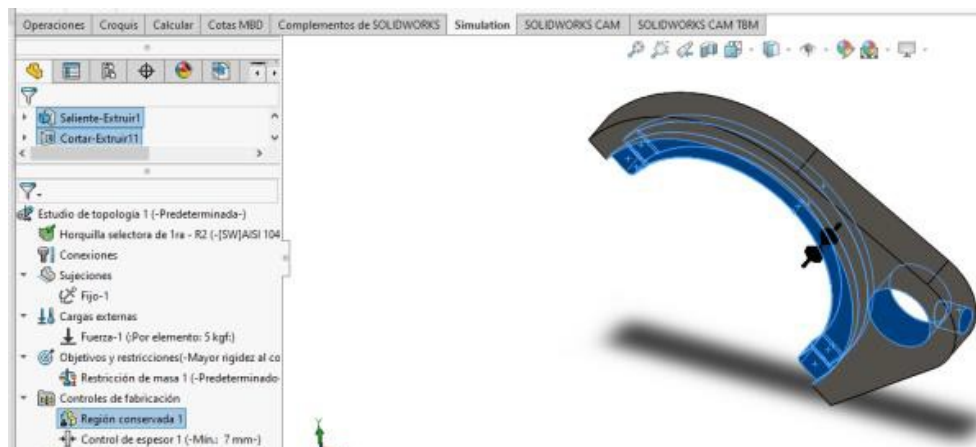 Operaciones Croquis Calcular Cotas MBD Complementos de SOLIDWORKS Simulation SOLIDWORKS CAM SOLIDWORKS CAM TBM
Saliente-Extruir1
Cortar-Extruir11
Estudio de topología 1 (-Predeterminada-)
Horquilla selectora de 1ra - R2 (-[SW]AISI 104
Conexiones
Sujeciones
Fijo-1
Cargas externas
Fuerza-1 (:Por elemento: 5 kgf:)
Objetivos y restricciones(-Mayor rigidez al co
Restricción de masa 1 (-Predeterminado-
Controles de fabricación
Región conservada 1
Control de espesor 1 (-Mín.: 7 mm-)
Y